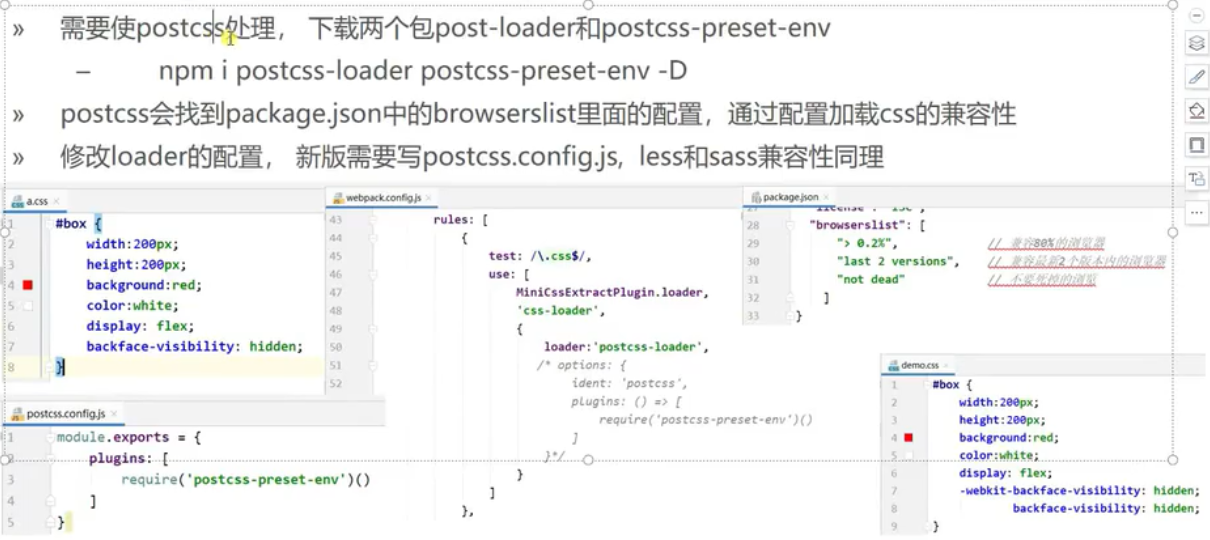 » 需要使postcss处理， 下载两个包post-loader和postcss-preset-env
– npm i postcss-loader postcss-preset-env -D
» postcss会找到package.json中的browserslist里面的配置，通过配置加载css的兼容性
» 修改loader的配置， 新版需要写postcss.config.js, less和sass兼容性同理
a.css
1 #box {
2 width:200px;
3 height:200px;
4 background:red;
5 color:white;
6 display: flex;
7 backface-visibility: hidden;
8 }
postcss.config.js
1 module.exports = {
2 plugins: [
3 require('postcss-preset-env')()
4 ]
5 }
webpack.config.js
43 rules: [
44 {
45 test: /\.css$/,
46 use: [
47 MiniCssExtractPlugin.loader,
48 'css-loader',
49 {
50 loader:'postcss-loader',
51 /* options: {
52 ident: 'postcss',
plugins: () => [
require('postcss-preset-env')()
]
}*/
}
]
},
package.json
27 "license": "ISC",
28 "browserslist": [
29 "> 0.2%", // 兼容80%的浏览器
30 "last 2 versions", // 兼容最新2个版本内的浏览器
31 "not dead" // 不要死掉的浏览
32 ]
33 }
demo.css
1 #box {
2 width:200px;
3 height:200px;
4 background:red;
5 color:white;
6 display: flex;
7 -webkit-backface-visibility: hidden;
8 backface-visibility: hidden;
9 }